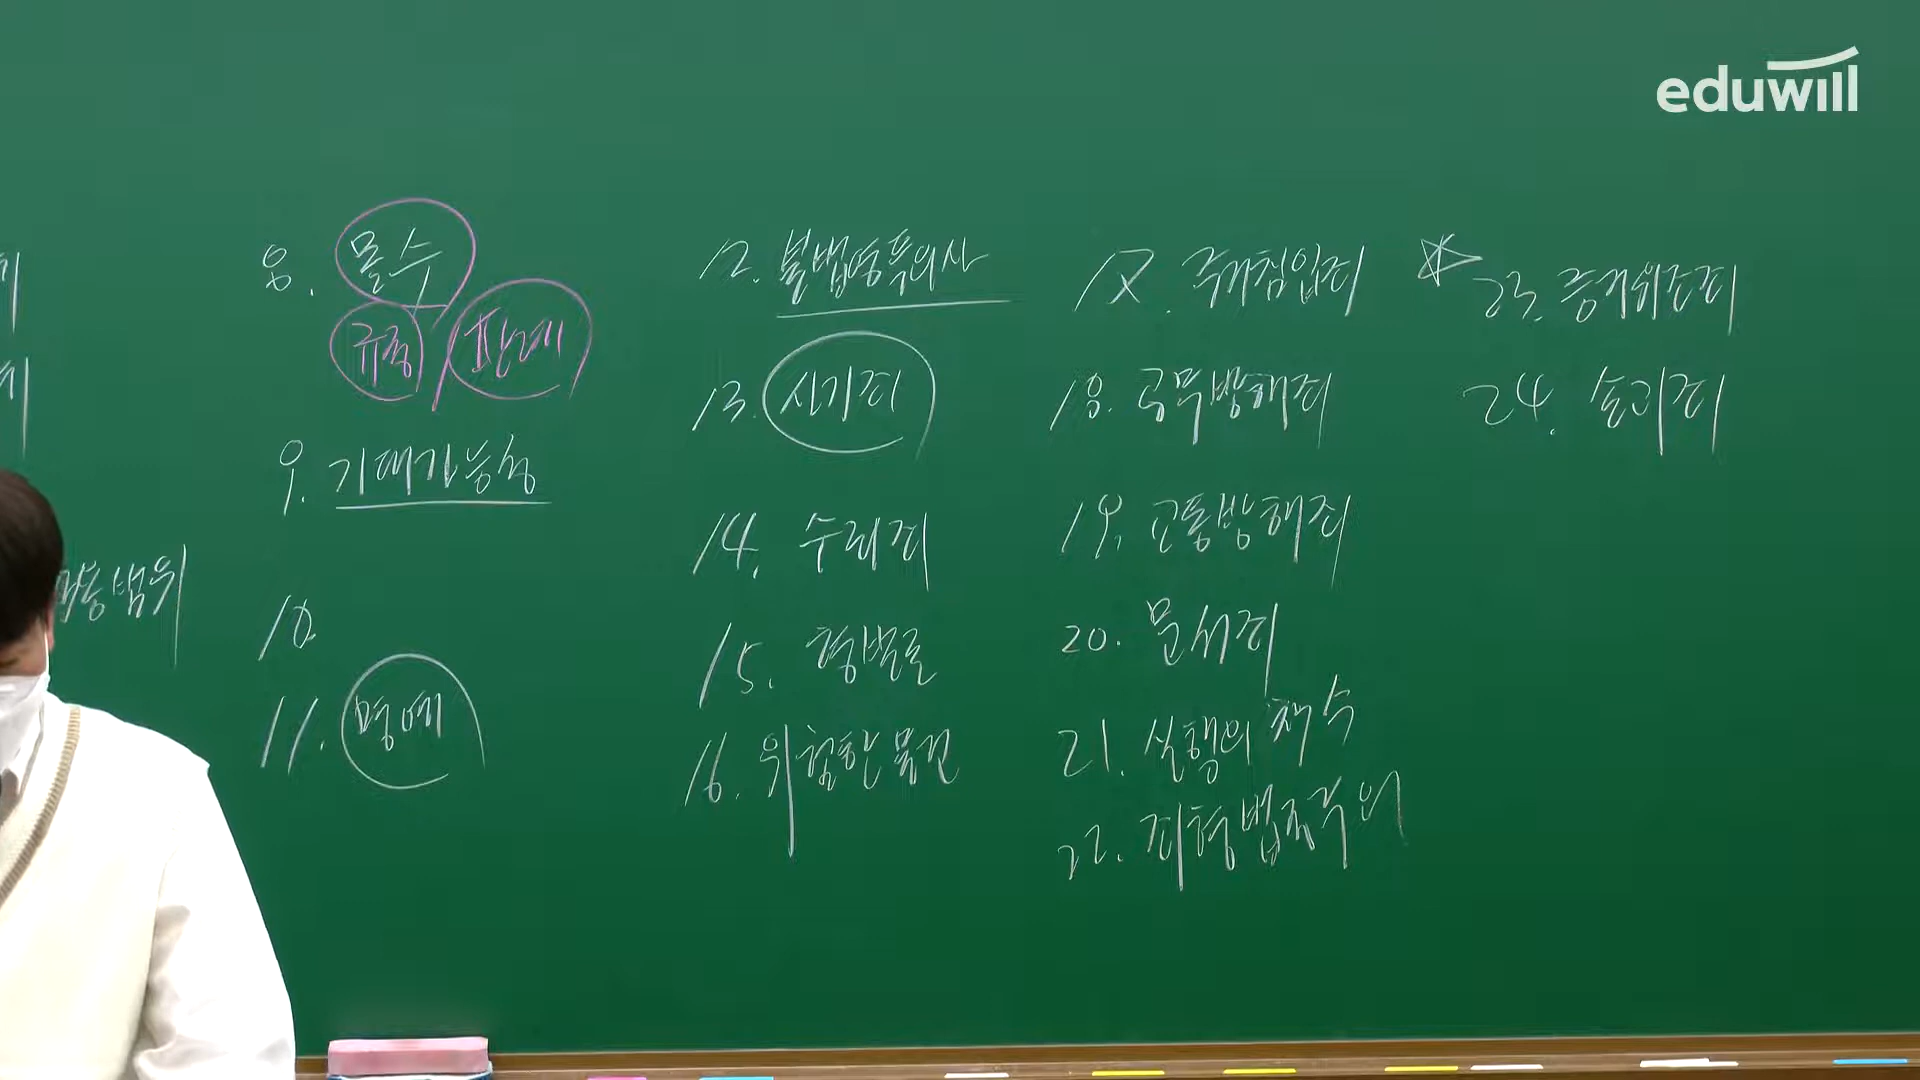 eduwill
8. 몰수
규정 판례
9. 기대가능성
10
11. 명예
12. 불법영득의사
13. 사기죄
14. 수뢰죄
15. 형벌론
16. 위험한 물건
17. 주거침입죄
18. 공무방해죄
19. 교통방해죄
20. 문서죄
21. 실행의 착수
22. 죄형법정주의
23. 증거위조죄
24. 손괴죄